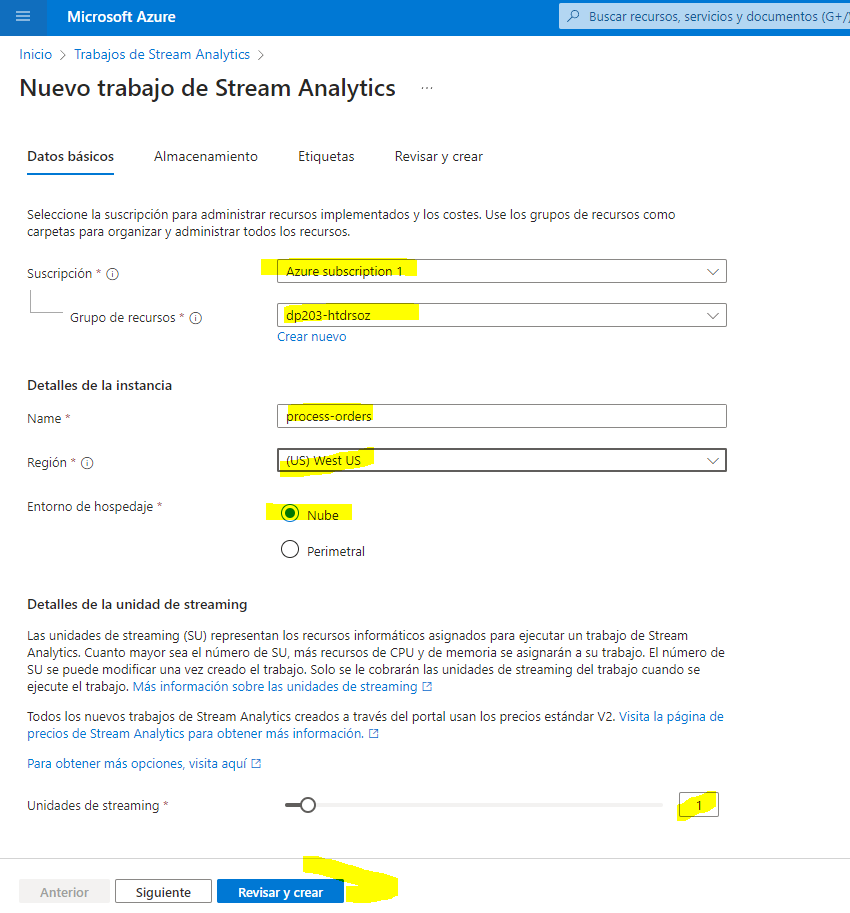 Microsoft Azure
Buscar recursos, servicios y documentos (G+/)
Inicio > Trabajos de Stream Analytics >
Nuevo trabajo de Stream Analytics ...
Datos básicos Almacenamiento Etiquetas Revisar y crear
Seleccione la suscripción para administrar recursos implementados y los costes. Use los grupos de recursos como
carpetas para organizar y administrar todos los recursos.
Suscripción * Azure subscription 1
Grupo de recursos * dp203-htdrsoz
Crear nuevo
Detalles de la instancia
Name * process-orders
Región * (US) West US
Entorno de hospedaje * Nube
Perimetral
Detalles de la unidad de streaming
Las unidades de streaming (SU) representan los recursos informáticos asignados para ejecutar un trabajo de Stream
Analytics. Cuanto mayor sea el número de SU, más recursos de CPU y de memoria se asignarán a su trabajo. El número de
SU se puede modificar una vez creado el trabajo. Solo se le cobrarán las unidades de streaming del trabajo cuando se
ejecute el trabajo. Más información sobre las unidades de streaming
Todos los nuevos trabajos de Stream Analytics creados a través del portal usan los precios estándar V2. Visita la página de
precios de Stream Analytics para obtener más información.
Para obtener más opciones, visita aquí
Unidades de streaming * 1
Anterior Siguiente Revisar y crear